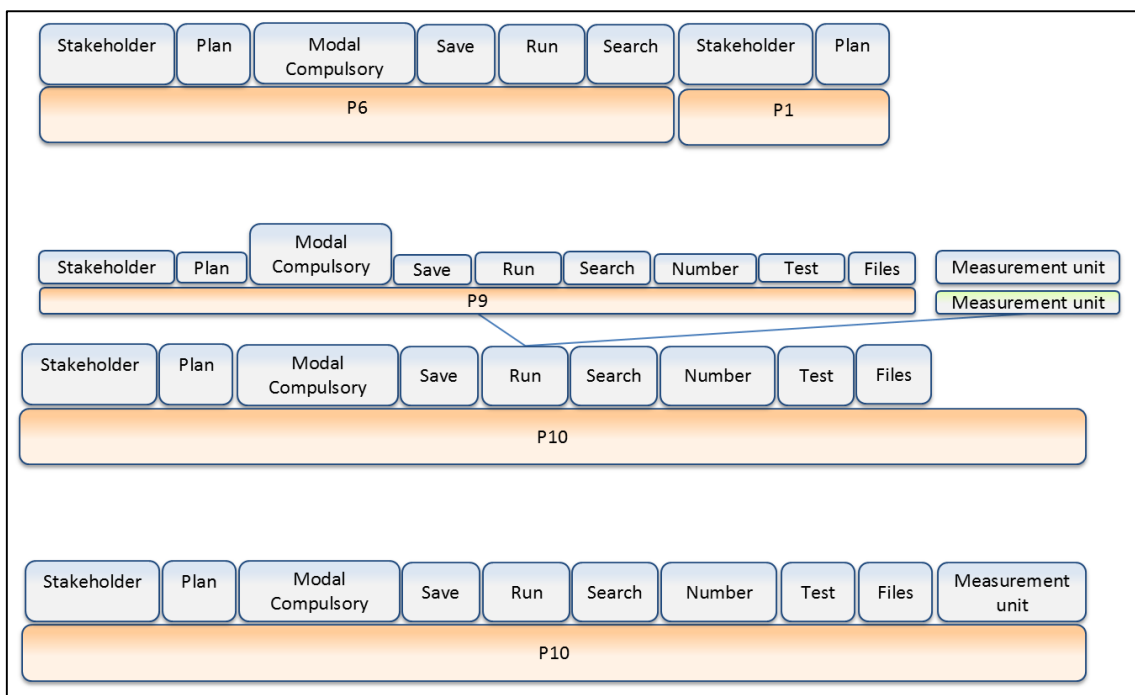 Stakeholder Plan Modal Compulsory Save Run Search Stakeholder Plan
P6 P1
Stakeholder Plan Modal Compulsory Save Run Search Number Test Files Measurement unit
P9 Measurement unit
Stakeholder Plan Modal Compulsory Save Run Search Number Test Files
P10
Stakeholder Plan Modal Compulsory Save Run Search Number Test Files Measurement unit
P10